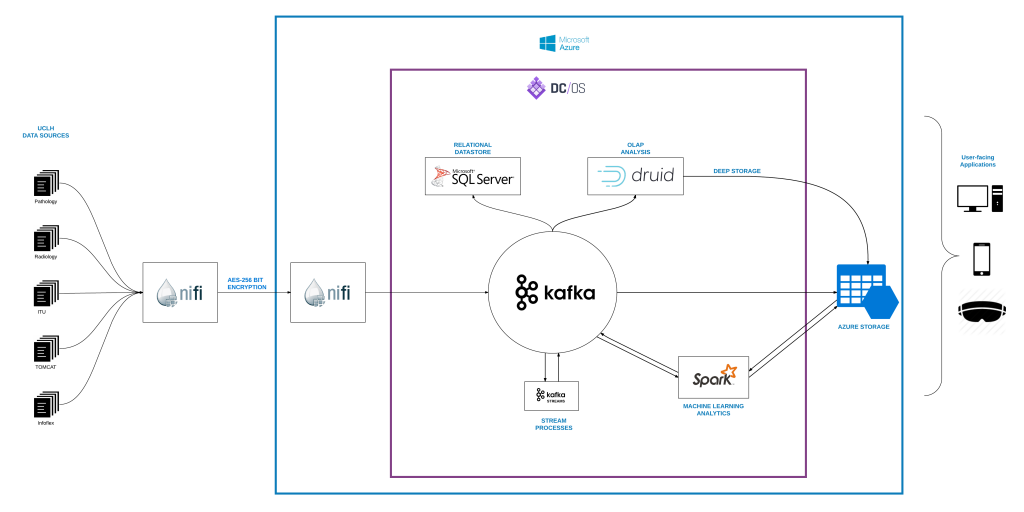 Microsoft
Azure
DC/OS
UCLH
DATA SOURCES
Pathology
Radiology
ITU
TOMCAT
Infoflex
nifi
AES-256 BIT
ENCRYPTION
nifi
RELATIONAL
DATASTORE
Microsoft
SQL Server
OLAP
ANALYSIS
druid
DEEP STORAGE
kafka
kafka
STREAMS
STREAM
PROCESSES
Spark
MACHINE LEARNING
ANALYTICS
AZURE STORAGE
User-facing
Applications